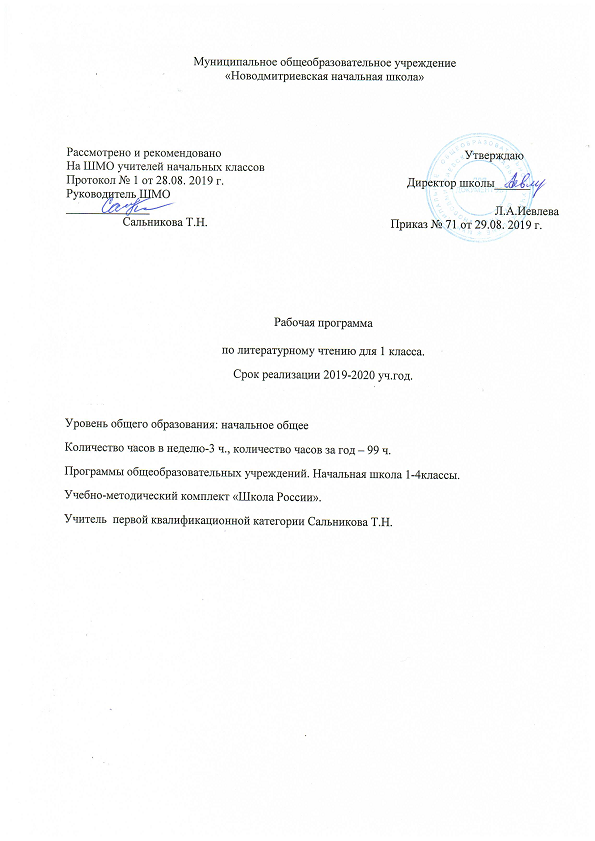 Муниципальное общеобразовательное учреждение
«Новодмитриевская начальная школа»
Рассмотрено и рекомендовано
На ШМО учителей начальных классов
Протокол № 1 от 28.08. 2019 г.
Руководитель ШМО
Сальникова Т.Н.
Утверждаю
Директор школы
Л.А.Иевлева
Приказ № 71 от 29.08. 2019 г.
Рабочая программа
по литературному чтению для 1 класса.
Срок реализации 2019-2020 уч.год.
Уровень общего образования: начальное общее
Количество часов в неделю-3 ч., количество часов за год – 99 ч.
Программы общеобразовательных учреждений. Начальная школа 1-4классы.
Учебно-методический комплект «Школа России».
Учитель первой квалификационной категории Сальникова Т.Н.